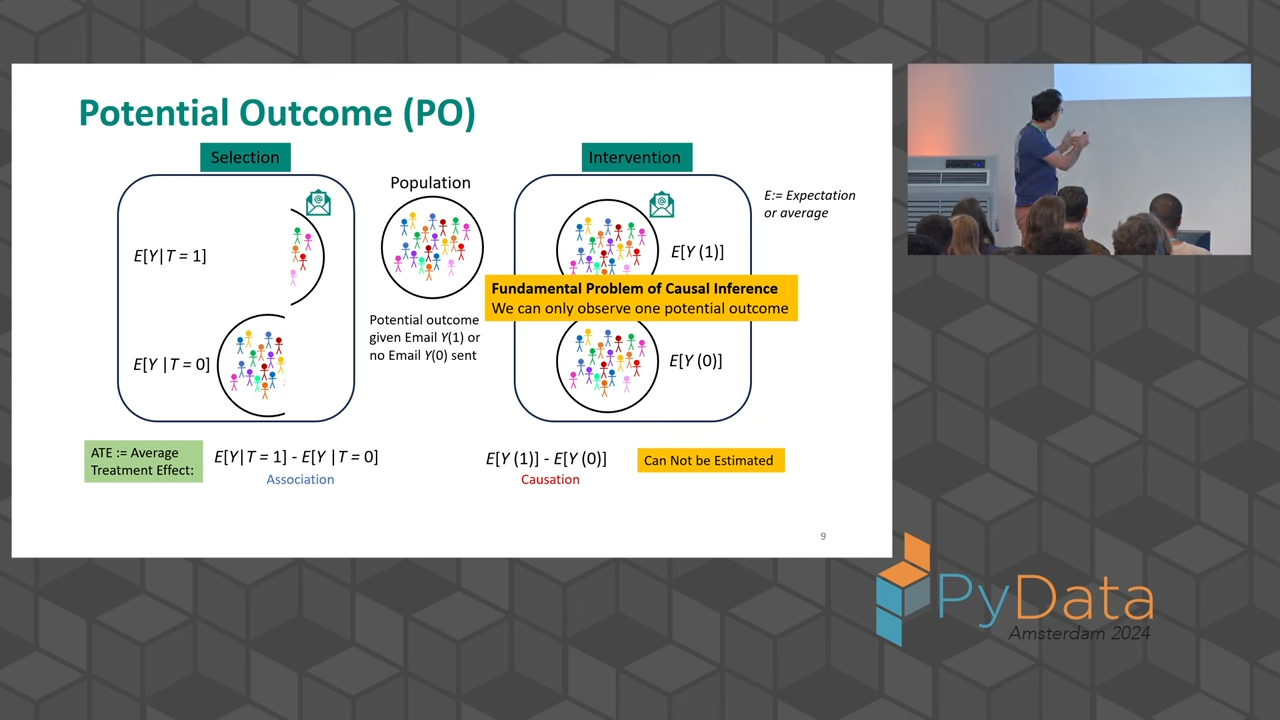 Potential Outcome (PO)
Selection
Intervention
Population
@
@
E:= Expectation
or average
E[Y|T = 1]
E[Y (1)]
Fundamental Problem of Causal Inference
We can only observe one potential outcome
Potential outcome
given Email Y(1) or
no Email Y(0) sent
E[Y |T = 0]
E[Y (0)]
ATE := Average
Treatment Effect:
E[Y|T = 1] - E[Y |T = 0]
Association
E[Y (1)] - E[Y (0)]
Causation
Can Not be Estimated
9
PyData
Amsterdam 2024